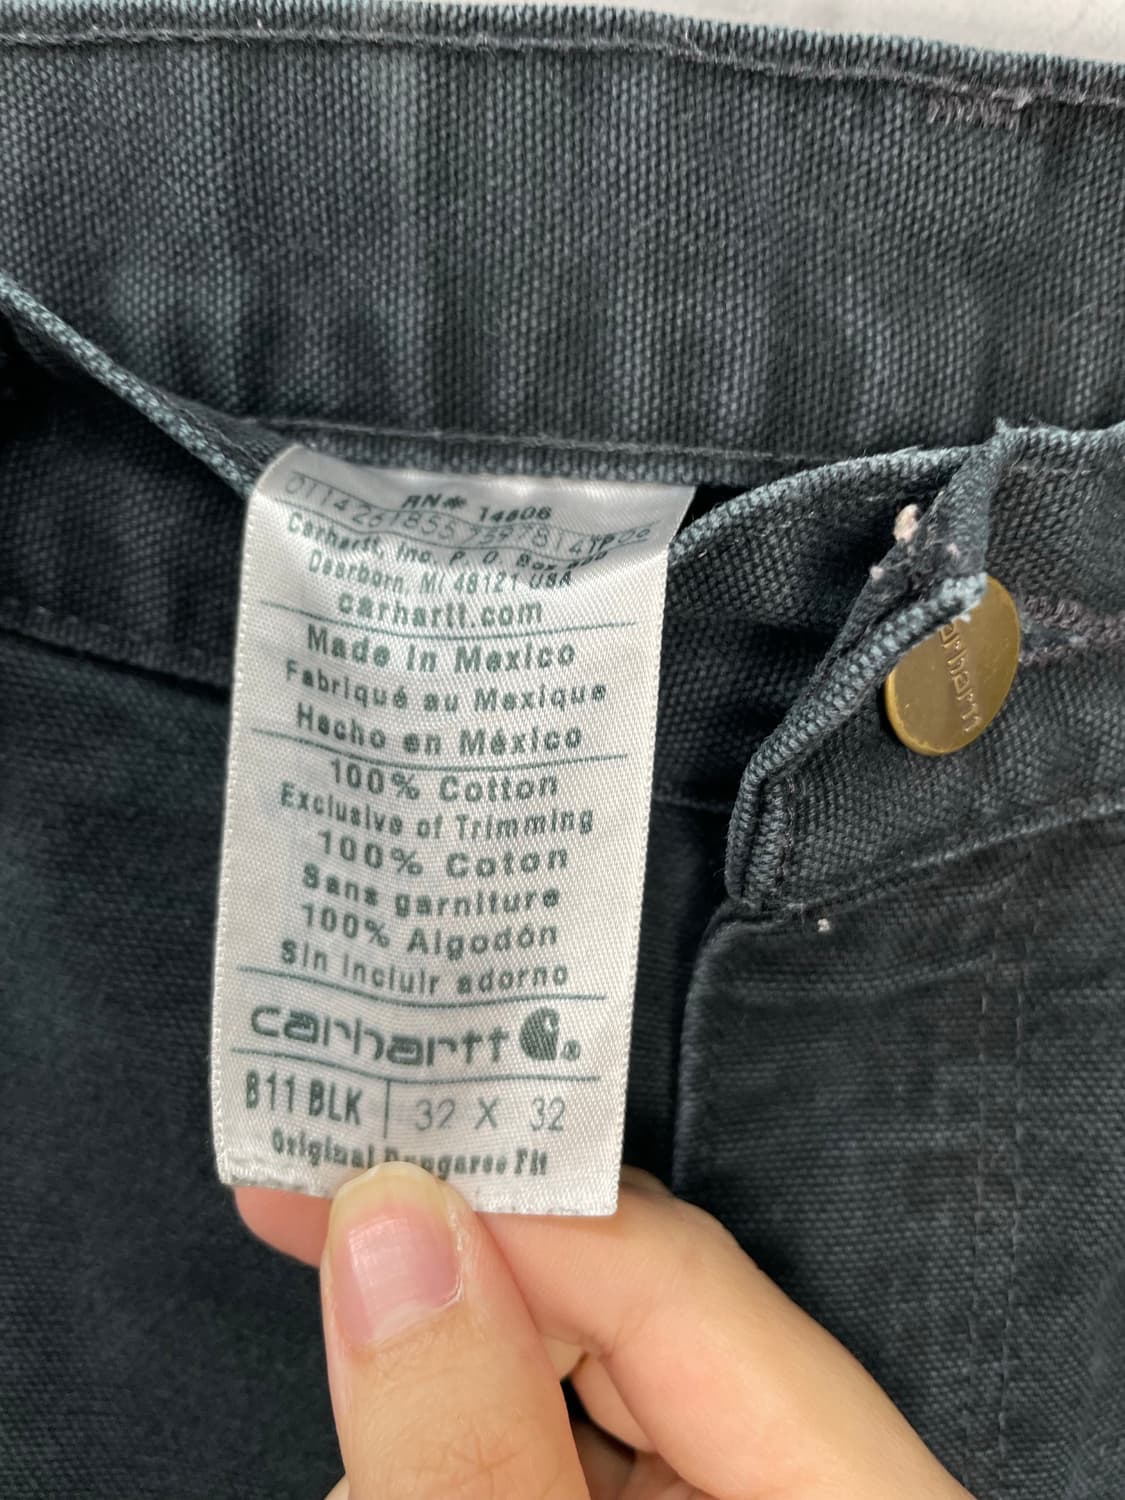 RN# 14806
Carhartt, Inc. P. O. Box
Dearborn, MI 48121 USA
carhartt.com
Made in Mexico
Fabriqué au Mexique
Hecho en México
100% Cotton
Exclusive of Trimming
100% Coton
Sans garniture
100% Algodón
Sin incluir adorno
carhartt ®
B11 BLK 32 X 32
Original Dungaree Fit
carhartt